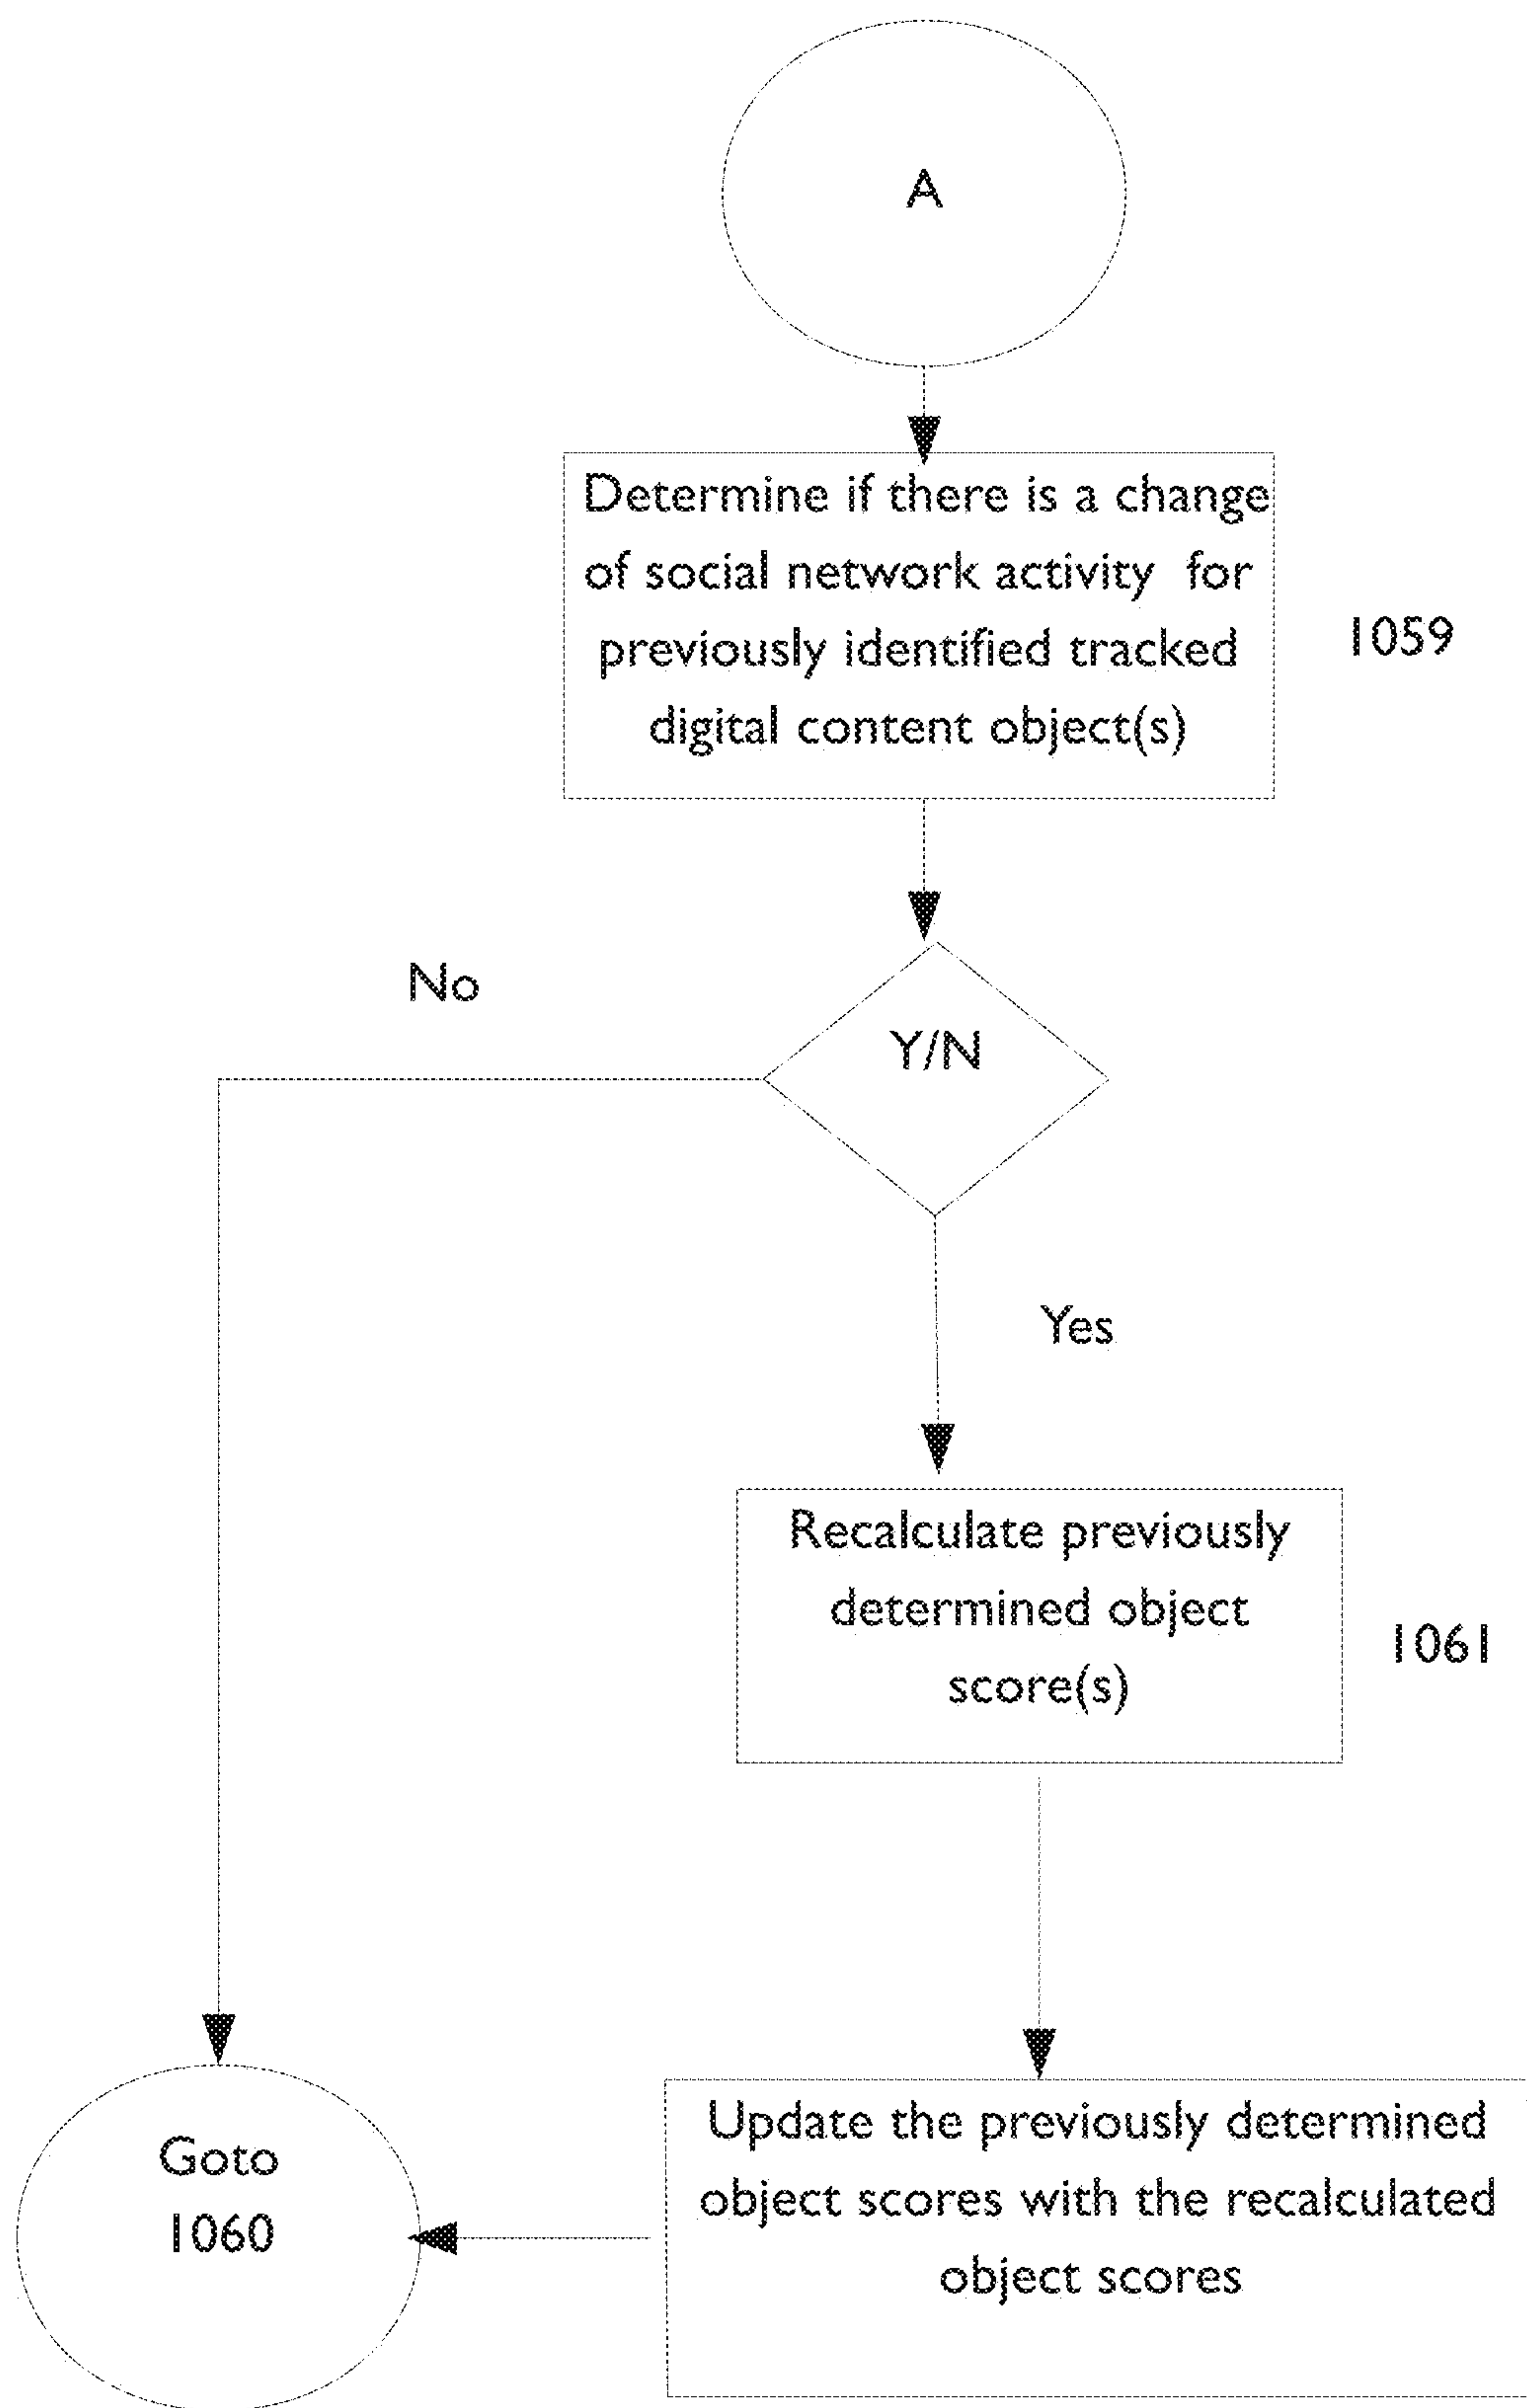 A
Determine if there is a change
of social network activity for
previously identified tracked
digital content object(s)
1059
No
Y/N
Yes
Recalculate previously
determined object
score(s)
1061
Goto
1060
Update the previously determined
object scores with the recalculated
object scores